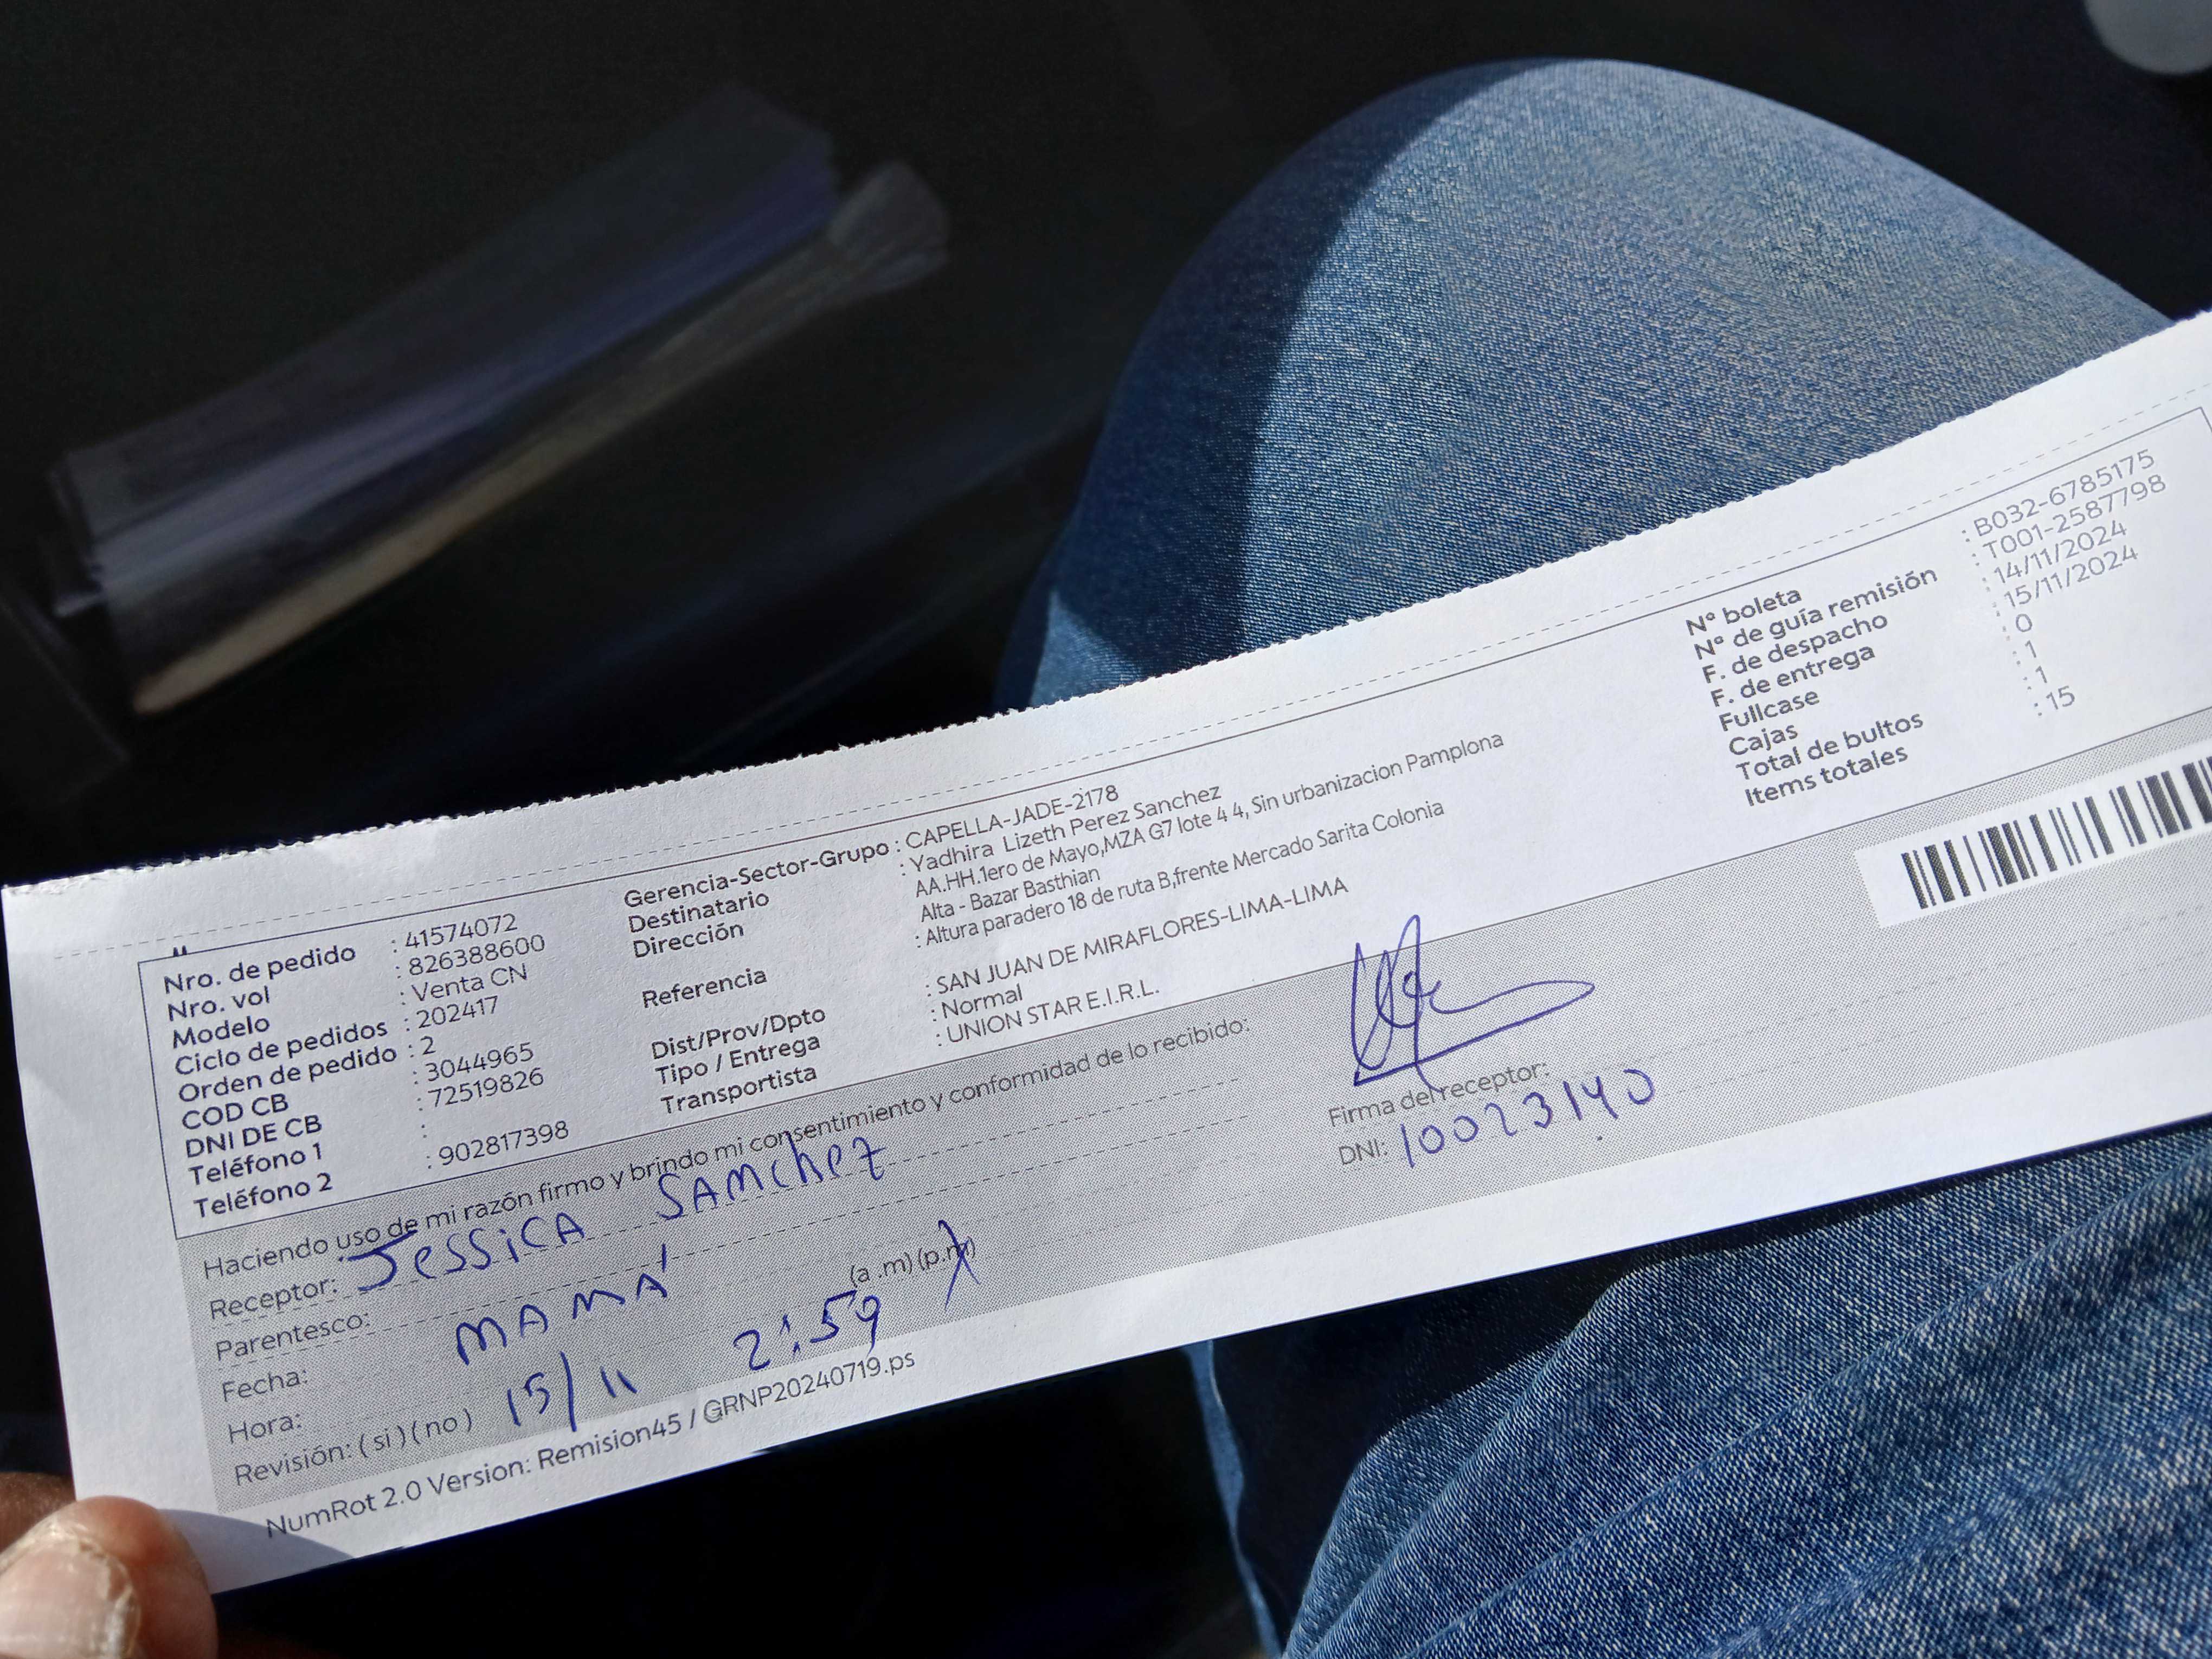 Nro. de pedido : 41574072
Nro. vol : 826388600
Modelo : Venta CN
Ciclo de pedidos : 202417
Orden de pedido : 2
COD CB : 3044965
DNI DE CB : 72519826
Teléfono 1 :
Teléfono 2 : 902817398
Gerencia-Sector-Grupo : CAPELLA-JADE-2178
Destinatario : Yadhira Lizeth Perez Sanchez
Dirección AA.HH.1ero de Mayo,MZA G7 lote 4 4, Sin urbanizacion Pamplona
Alta - Bazar Basthian
Referencia : Altura paradero 18 de ruta B,frente Mercado Sarita Colonia
Dist/Prov/Dpto : SAN JUAN DE MIRAFLORES-LIMA-LIMA
Tipo / Entrega : Normal
Transportista : UNION STAR E.I.R.L.
N° boleta : B032-6785175
N° de guía remisión : T001-2587798
F. de despacho : 14/11/2024
F. de entrega : 15/11/2024
Fullcase : 0
Cajas : 1
Total de bultos : 1
Items totales : 15
Haciendo uso de mi razón firmo y brindo mi consentimiento y conformidad de lo recibido:
Receptor: JESSICA SAMCHEZ
Parentesco: MAMÁ
Fecha: 15/11
Hora: 2:59 (a .m) (p.m)
Revisión: ( si ) ( no )
Firma del receptor:
DNI: 10023140
NumRot 2.0 Version: Remision45 / GRNP20240719.ps